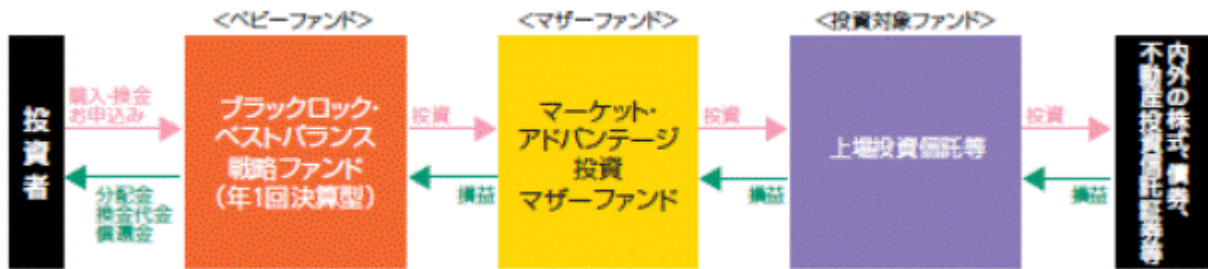 <ベビーファンド>
<マザーファンド>
<投資対象ファンド>
投資者
購入・換金
お申込み
分配金
換金代金
償還金
ブラックロック・
ベストバランス
戦略ファンド
（年1回決算型）
投資
損益
マーケット・
アドバンテージ
投資
マザーファンド
投資
損益
上場投資信託等
投資
損益
内外の株式、債券、
不動産投資信託証券等